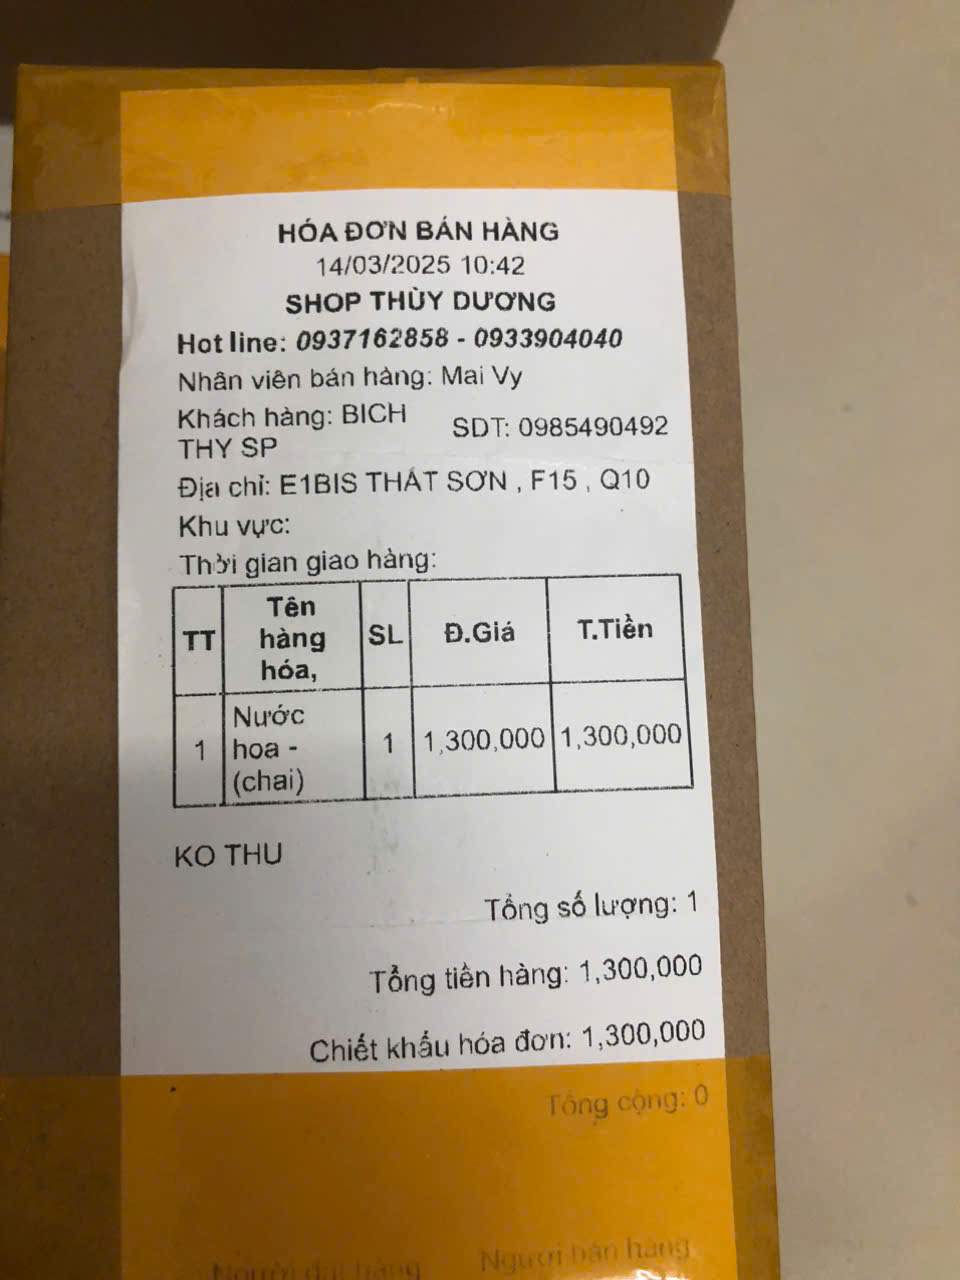 HÓA ĐƠN BÁN HÀNG
14/03/2025 10:42
SHOP THÙY DƯƠNG
Hot line: 0937162858 - 0933904040
Nhân viên bán hàng: Mai Vy
Khách hàng: BICH THY SP SDT: 0985490492
Địa chỉ: E1BIS THẤT SƠN , F15 , Q10
Khu vực:
Thời gian giao hàng:
TT Tên hàng hóa, SL Đ.Giá T.Tiền
1 Nước hoa - (chai) 1 1,300,000 1,300,000
KO THU
Tổng số lượng: 1
Tổng tiền hàng: 1,300,000
Chiết khấu hóa đơn: 1,300,000
Tổng cộng: 0
Người đặt hàng Người bán hàng